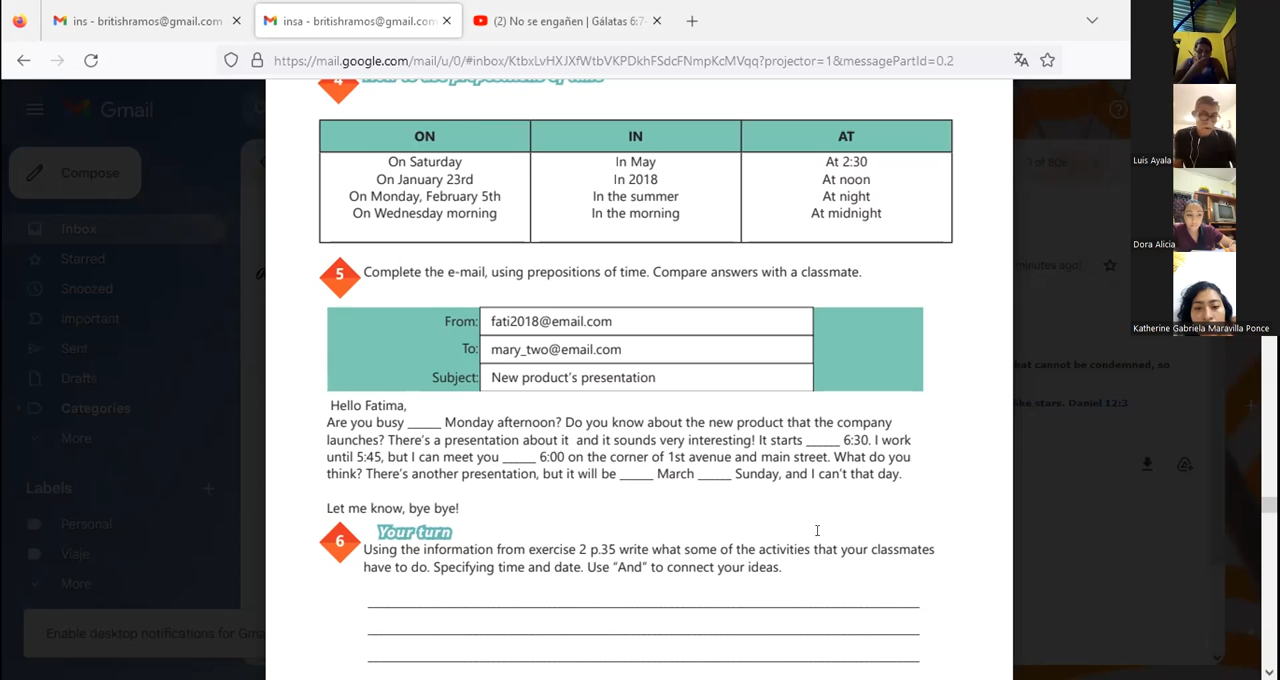 ins - britishramos@gmail.com
insa - britishramos@gmail.com
(2) No se engañen | Gálatas 6:7
https://mail.google.com/mail/u/0/#inbox/KtbxLvHXJXfWtbVKPDkhFSdcFNmpKcMVqq?projector=1&messagePartId=0.2
Gmail
Compose
Inbox
Starred
Snoozed
Important
Sent
Drafts
Categories
More
Labels
Personal
Viaje
More
Enable desktop notifications for Gma
4
ON IN AT
On Saturday In May At 2:30
On January 23rd In 2018 At noon
On Monday, February 5th In the summer At night
On Wednesday morning In the morning At midnight
5 Complete the e-mail, using prepositions of time. Compare answers with a classmate.
From: fati2018@email.com
To: mary_two@email.com
Subject: New product's presentation
Hello Fatima,
Are you busy _____ Monday afternoon? Do you know about the new product that the company
launches? There's a presentation about it and it sounds very interesting! It starts _____ 6:30. I work
until 5:45, but I can meet you _____ 6:00 on the corner of 1st avenue and main street. What do you
think? There's another presentation, but it will be _____ March _____ Sunday, and I can't that day.
Let me know, bye bye!
6 Your turn
Using the information from exercise 2 p.35 write what some of the activities that your classmates
have to do. Specifying time and date. Use "And" to connect your ideas.
minutes ago!
hat cannot be condemned, so
like stars. Daniel 12:3
Luis Ayala
Dora Alicia
Katherine Gabriela Maravilla Ponce